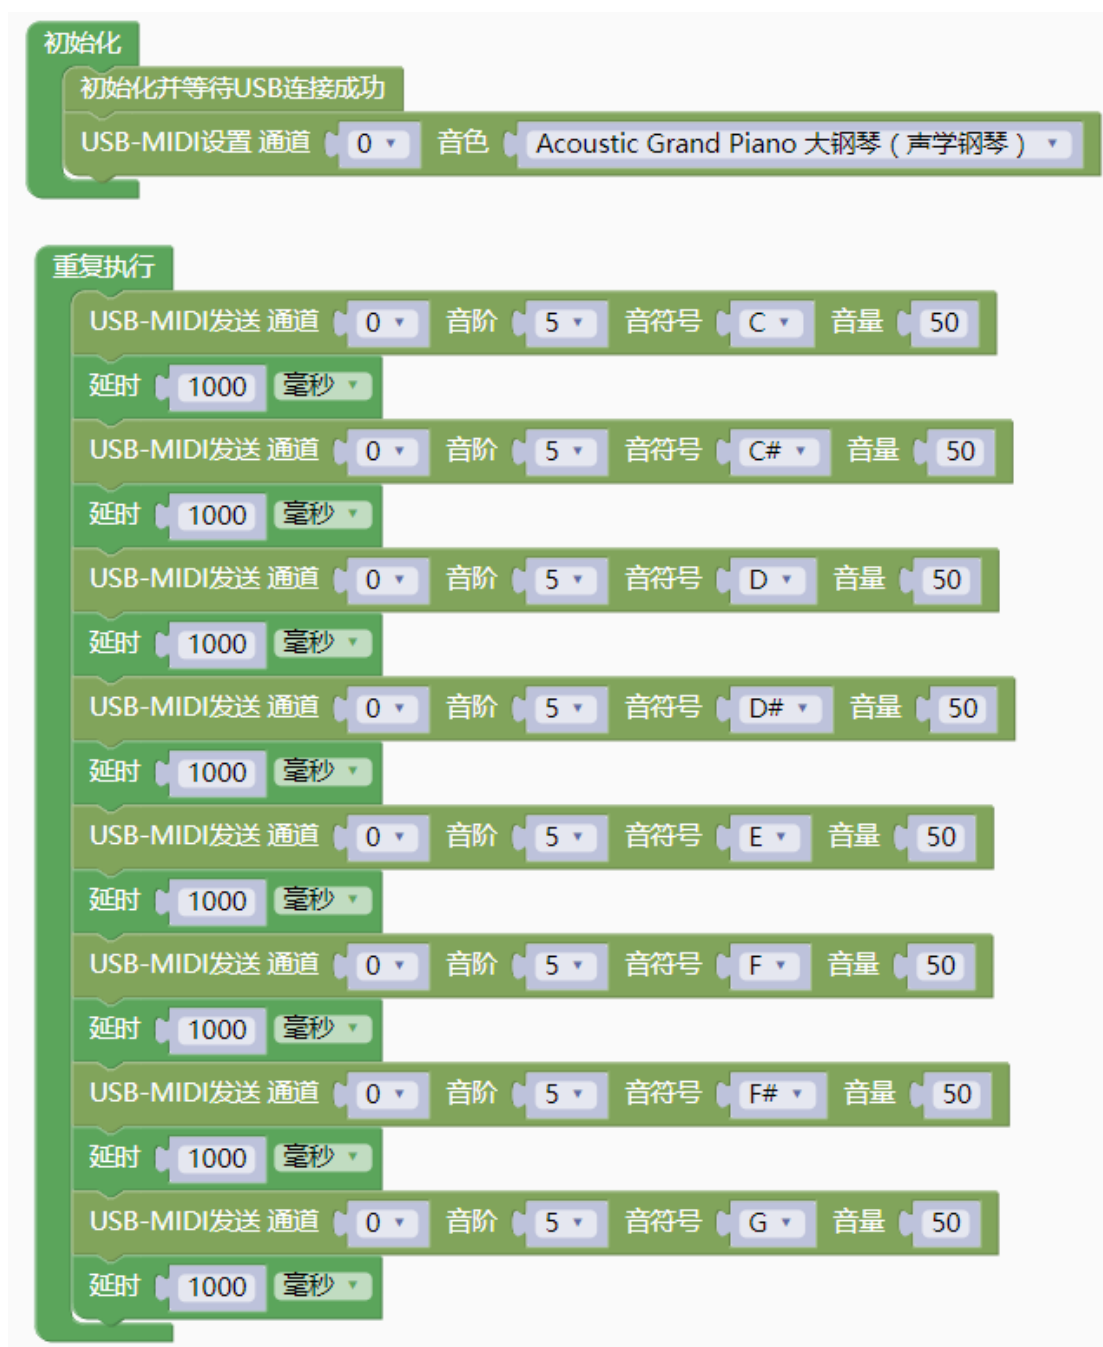 初始化
初始化并等待USB连接成功
USB-MIDI设置 通道 0 音色 Acoustic Grand Piano 大钢琴（声学钢琴）
重复执行
USB-MIDI发送 通道 0 音阶 5 音符号 C 音量 50
延时 1000 毫秒
USB-MIDI发送 通道 0 音阶 5 音符号 C# 音量 50
延时 1000 毫秒
USB-MIDI发送 通道 0 音阶 5 音符号 D 音量 50
延时 1000 毫秒
USB-MIDI发送 通道 0 音阶 5 音符号 D# 音量 50
延时 1000 毫秒
USB-MIDI发送 通道 0 音阶 5 音符号 E 音量 50
延时 1000 毫秒
USB-MIDI发送 通道 0 音阶 5 音符号 F 音量 50
延时 1000 毫秒
USB-MIDI发送 通道 0 音阶 5 音符号 F# 音量 50
延时 1000 毫秒
USB-MIDI发送 通道 0 音阶 5 音符号 G 音量 50
延时 1000 毫秒